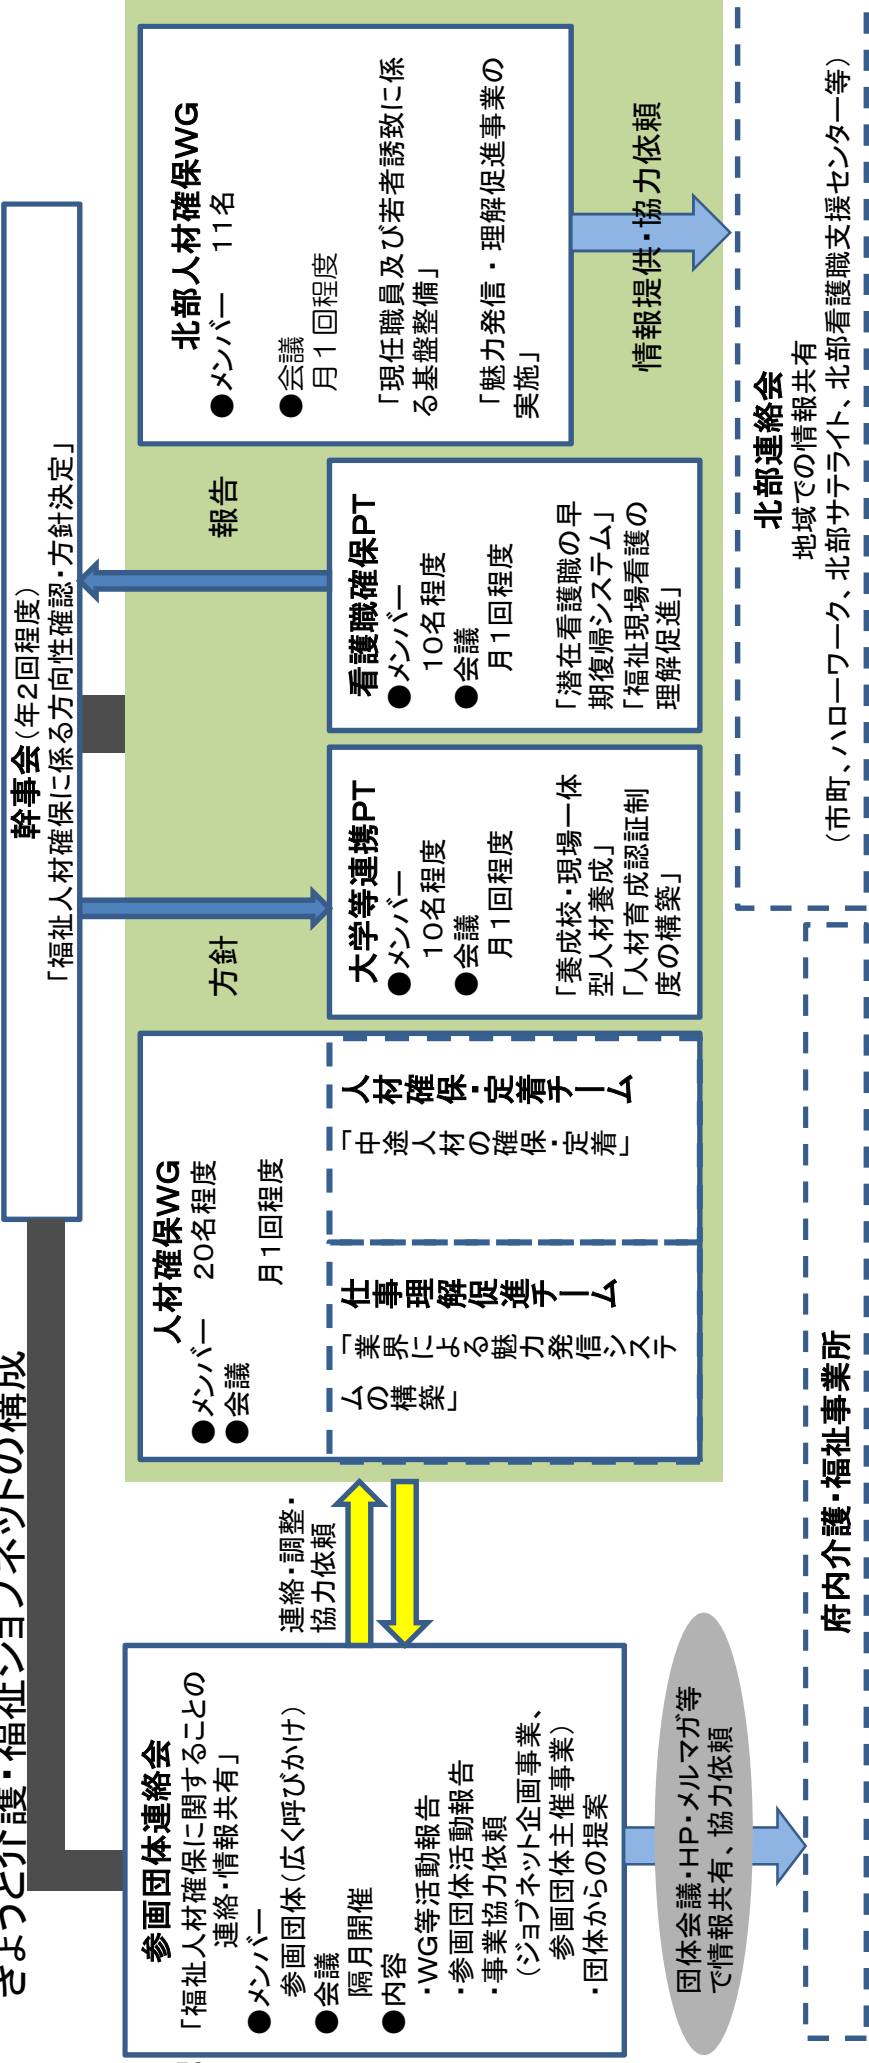 きょうと介護・福祉ジョブネットの構成
幹事会(年2回程度)
「福祉人材確保に係る方向性確認・方針決定」
参画団体連絡会
「福祉人材確保に関することの
連絡・情報共有」
●メンバー
参画団体(広く呼びかけ)
●会議
隔月開催
●内容
・WG等活動報告
・参画団体活動報告
・事業協力依頼
(ジョブネット企画事業、
参画団体主催事業)
・団体からの提案
連絡・調整・
協力依頼
方針
報告
人材確保WG
●メンバー 20名程度
●会議
月1回程度
仕事理解促進チーム
「業界による魅力発信システ
ムの構築」
人材確保・定着チーム
「中途人材の確保・定着」
大学等連携PT
●メンバー
10名程度
●会議
月1回程度
「養成校・現場一体
型人材養成」
「人材育成認証制
度の構築」
看護職確保PT
●メンバー
10名程度
●会議
月1回程度
「潜在看護職の早
期復帰システム」
「福祉現場看護の
理解促進」
北部人材確保WG
●メンバー 11名
●会議
月1回程度
「現任職員及び若者誘致に係
る基盤整備」
「魅力発信・理解促進事業の
実施」
情報提供・協力依頼
団体会議・HP・メルマガ等
で情報共有、協力依頼
府内介護・福祉事業所
北部連絡会
地域での情報共有
(市町、ハローワーク、北部サテライト、北部看護職支援センター等)